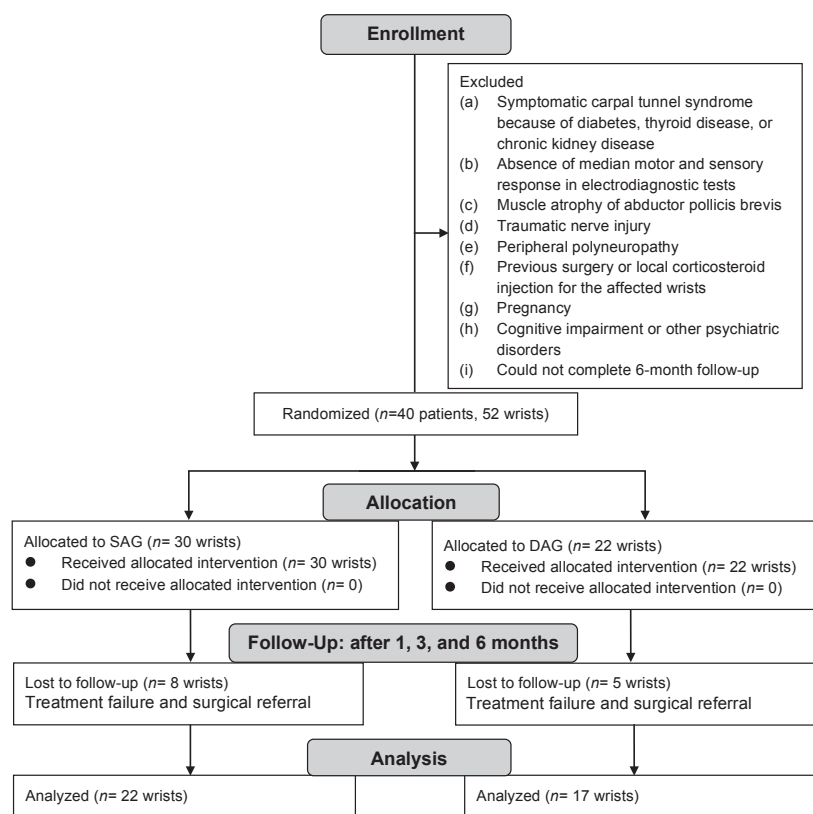 Enrollment
Excluded
(a) Symptomatic carpal tunnel syndrome
because of diabetes, thyroid disease, or
chronic kidney disease
(b) Absence of median motor and sensory
response in electrodiagnostic tests
(c) Muscle atrophy of abductor pollicis brevis
(d) Traumatic nerve injury
(e) Peripheral polyneuropathy
(f) Previous surgery or local corticosteroid
injection for the affected wrists
(g) Pregnancy
(h) Cognitive impairment or other psychiatric
disorders
(i) Could not complete 6-month follow-up
Randomized (n=40 patients, 52 wrists)
Allocation
Allocated to SAG (n= 30 wrists)
● Received allocated intervention (n= 30 wrists)
● Did not receive allocated intervention (n= 0)
Allocated to DAG (n= 22 wrists)
● Received allocated intervention (n= 22 wrists)
● Did not receive allocated intervention (n= 0)
Follow-Up: after 1, 3, and 6 months
Lost to follow-up (n= 8 wrists)
Treatment failure and surgical referral
Lost to follow-up (n= 5 wrists)
Treatment failure and surgical referral
Analysis
Analyzed (n= 22 wrists)
Analyzed (n= 17 wrists)